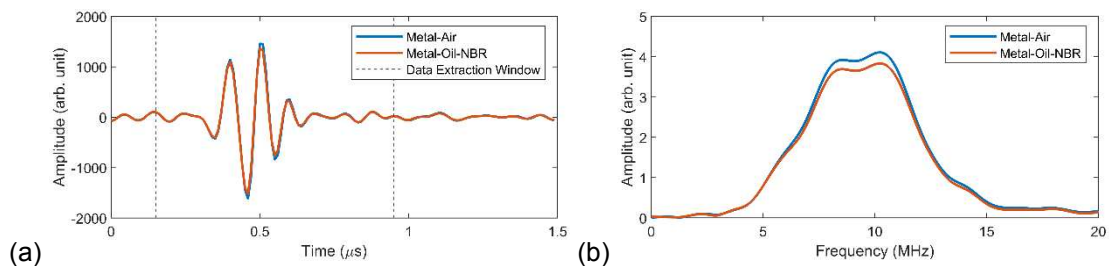 2000
1000
0
-1000
-2000
Amplitude (arb. unit)
Metal-Air
Metal-Oil-NBR
Data Extraction Window
0 0.5 1 1.5
(a) Time (μs)
5
4
3
2
1
0
Amplitude (arb. unit)
Metal-Air
Metal-Oil-NBR
0 5 10 15 20
(b) Frequency (MHz)